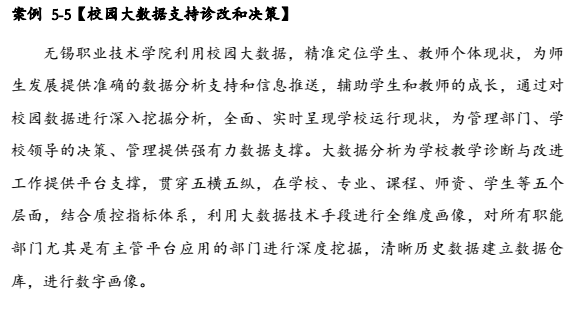 案例 5-5【校园大数据支持诊改和决策】
无锡职业技术学院利用校园大数据，精准定位学生、教师个体现状，为师
生发展提供准确的数据分析支持和信息推送，辅助学生和教师的成长，通过对
校园数据进行深入挖掘分析，全面、实时呈现学校运行现状，为管理部门、学
校领导的决策、管理提供强有力数据支撑。大数据分析为学校教学诊断与改进
工作提供平台支撑，贯穿五横五纵，在学校、专业、课程、师资、学生等五个
层面，结合质控指标体系，利用大数据技术手段进行全维度画像，对所有职能
部门尤其是有主管平台应用的部门进行深度挖掘，清晰历史数据建立数据仓
库，进行数字画像。